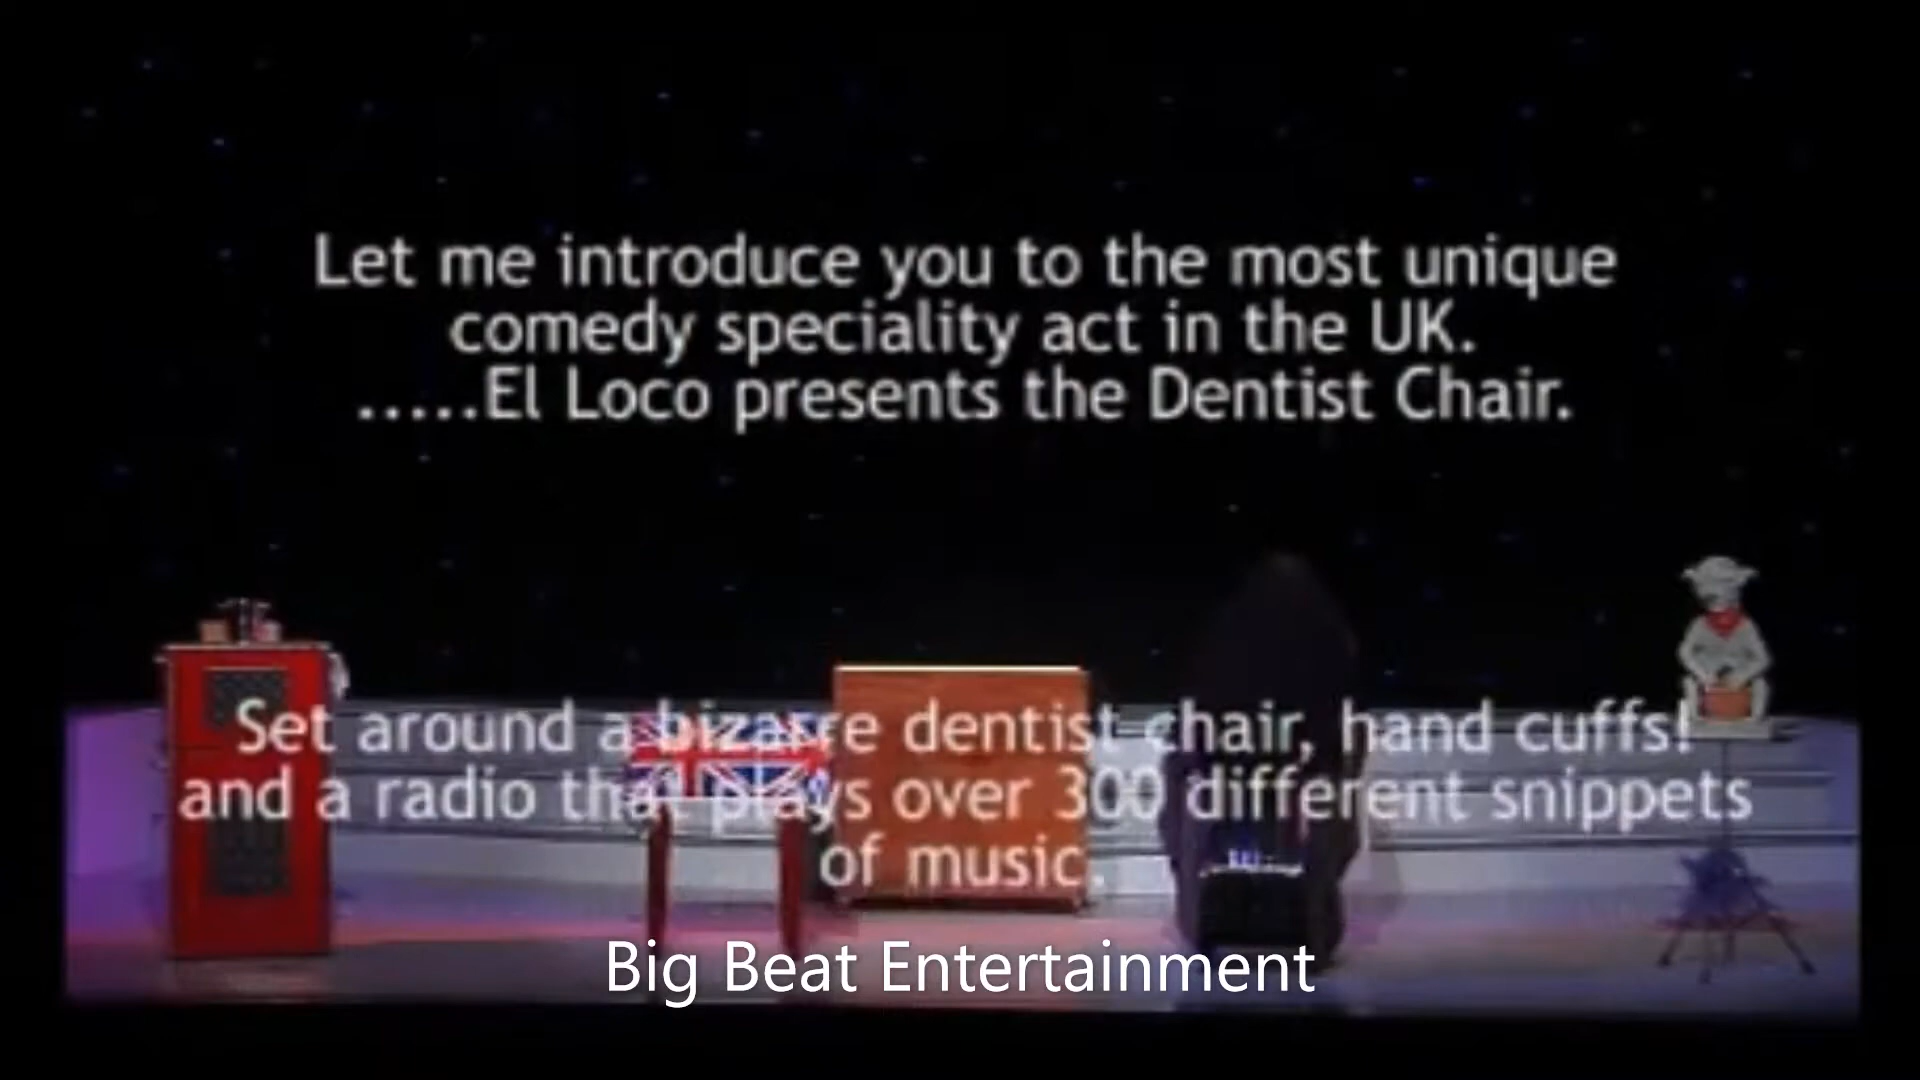 Let me introduce you to the most unique
comedy speciality act in the UK.
.....El Loco presents the Dentist Chair.
Set around a bizarre dentist chair, hand cuffs!
and a radio that plays over 300 different snippets
of music.
Big Beat Entertainment